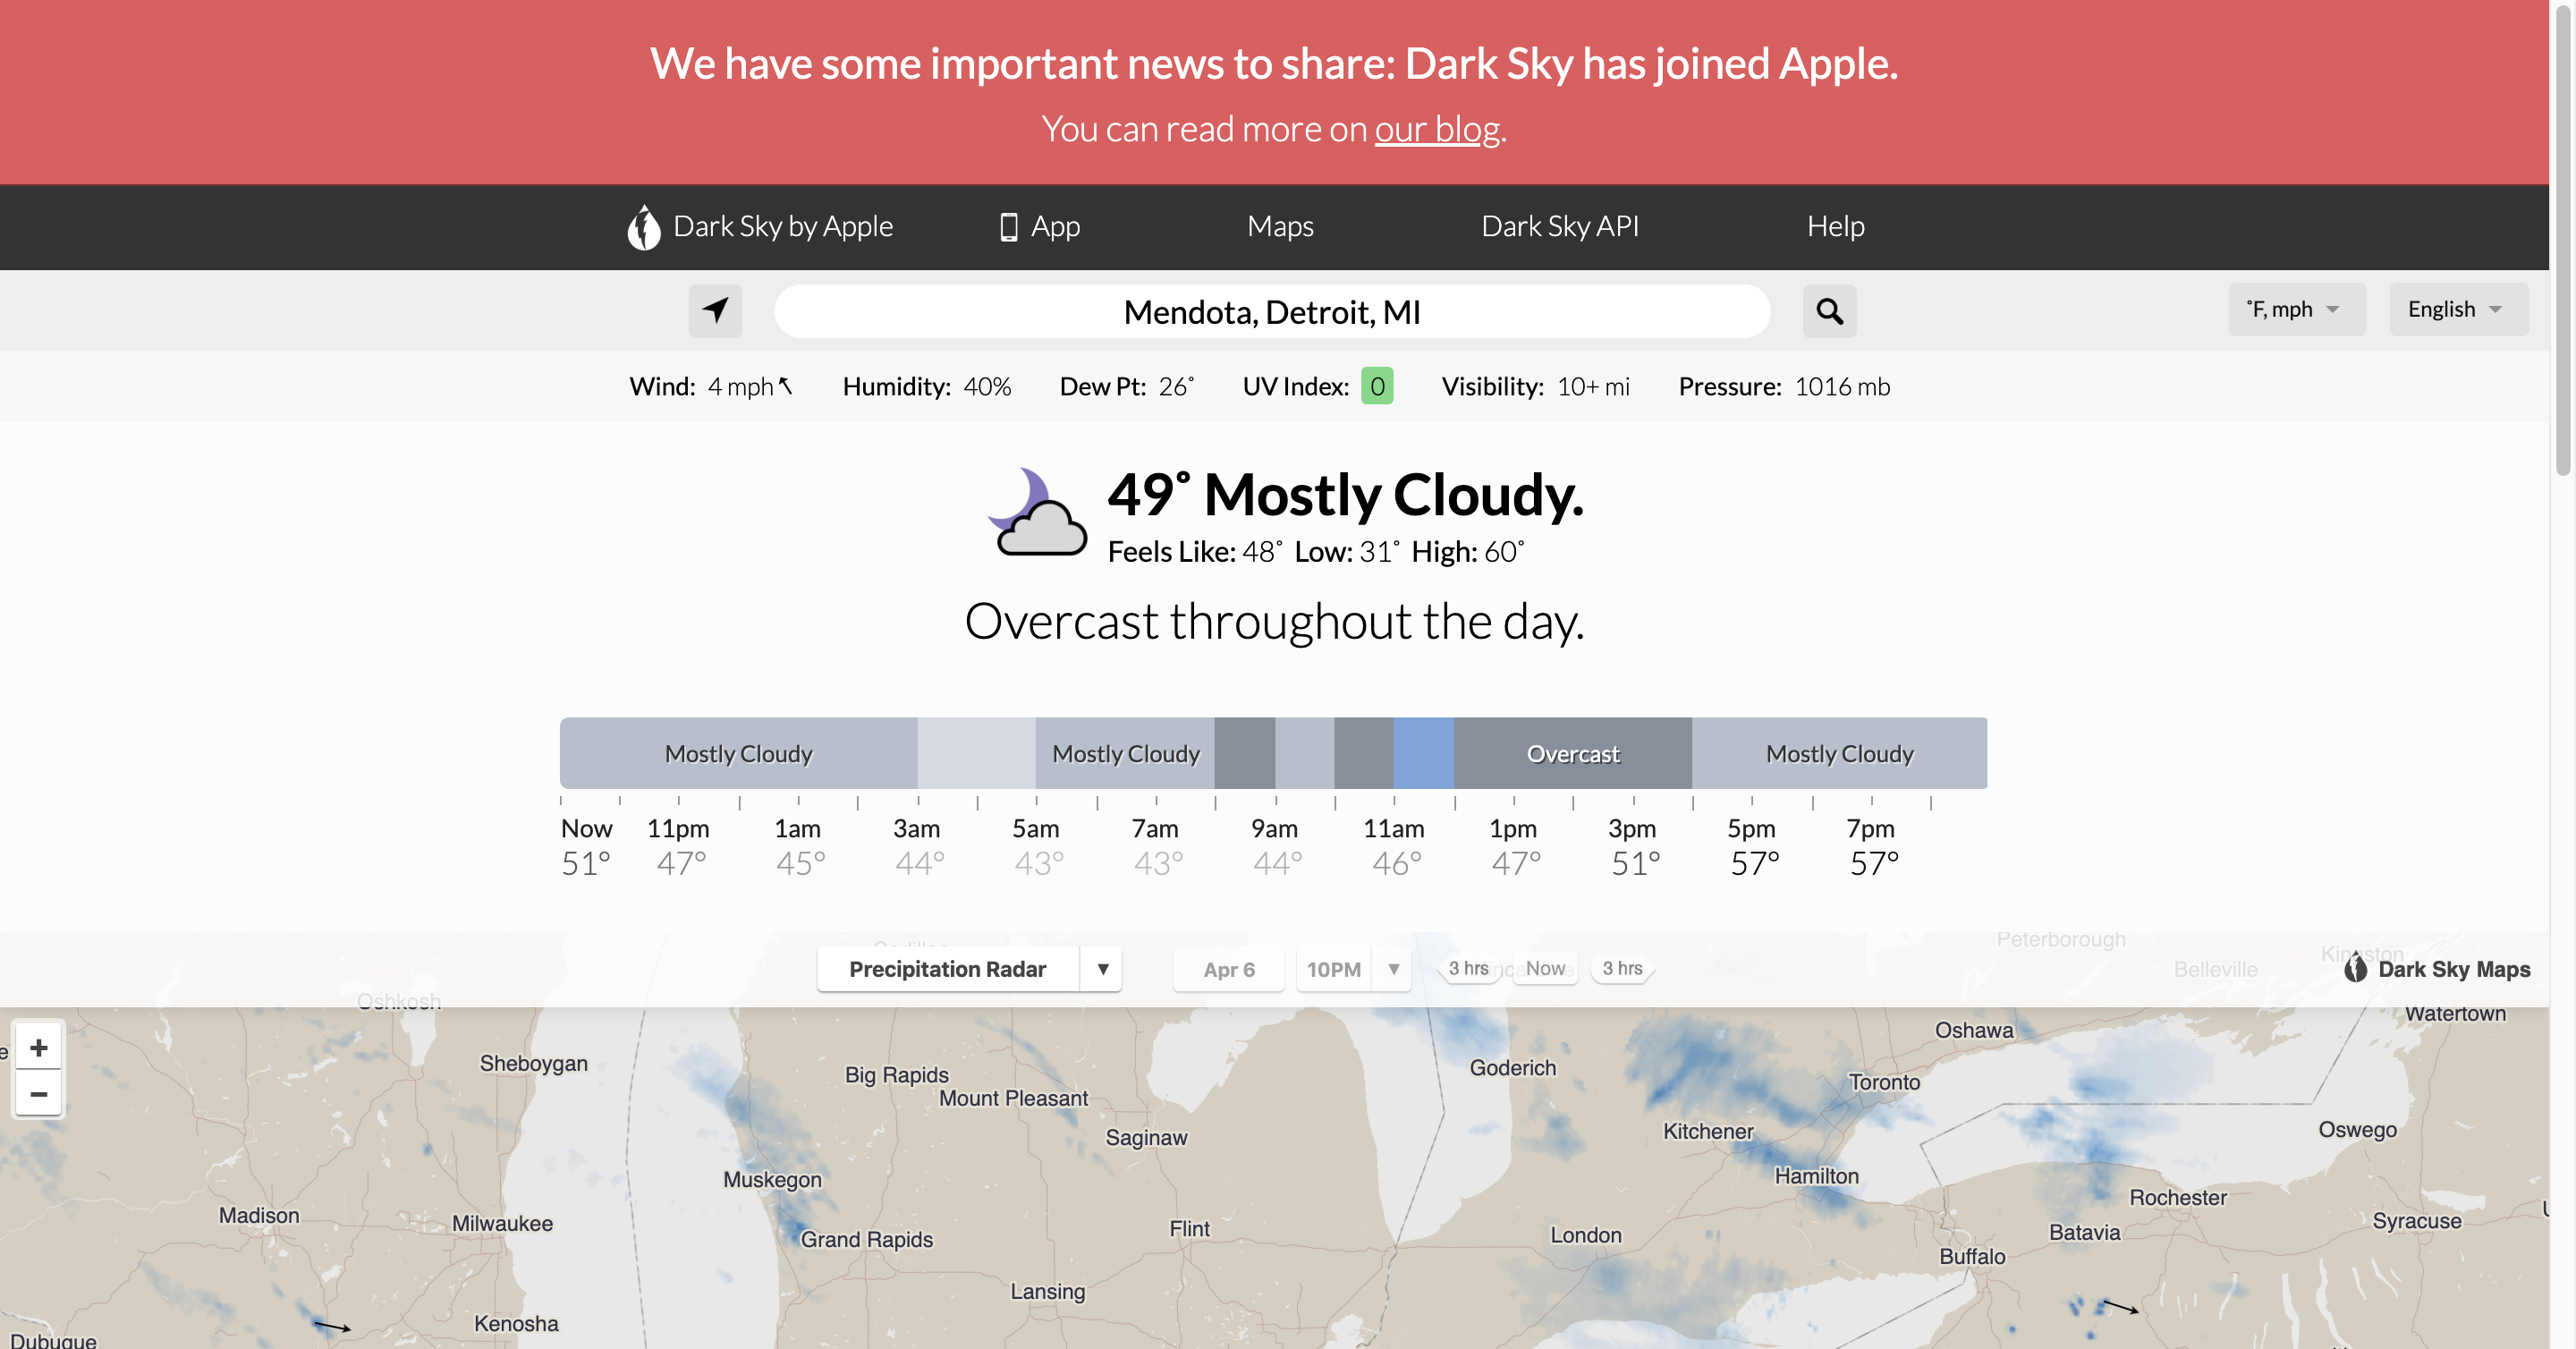 We have some important news to share: Dark Sky has joined Apple.
You can read more on our blog.
Dark Sky by Apple App Maps Dark Sky API Help
Mendota, Detroit, MI
˚F, mph English
Wind: 4 mph Humidity: 40% Dew Pt: 26˚ UV Index: 0 Visibility: 10+ mi Pressure: 1016 mb
49˚ Mostly Cloudy.
Feels Like: 48˚ Low: 31˚ High: 60˚
Overcast throughout the day.
Mostly Cloudy Mostly Cloudy Overcast Mostly Cloudy
Now 11pm 1am 3am 5am 7am 9am 11am 1pm 3pm 5pm 7pm
51° 47° 45° 44° 43° 43° 44° 46° 47° 51° 57° 57°
Peterborough
Kingston
Precipitation Radar ▼ Apr 6 10PM ▼ 3 hrs Now 3 hrs Belleville Dark Sky Maps
Oshkosh
Watertown
Oshawa
+
Sheboygan
Goderich
Big Rapids
Toronto
−
Mount Pleasant
Kitchener
Oswego
Saginaw
Hamilton
Muskegon
Rochester
Madison
Milwaukee
Syracuse
Flint
Batavia
London
Grand Rapids
Buffalo
Lansing
Kenosha
Dubuque